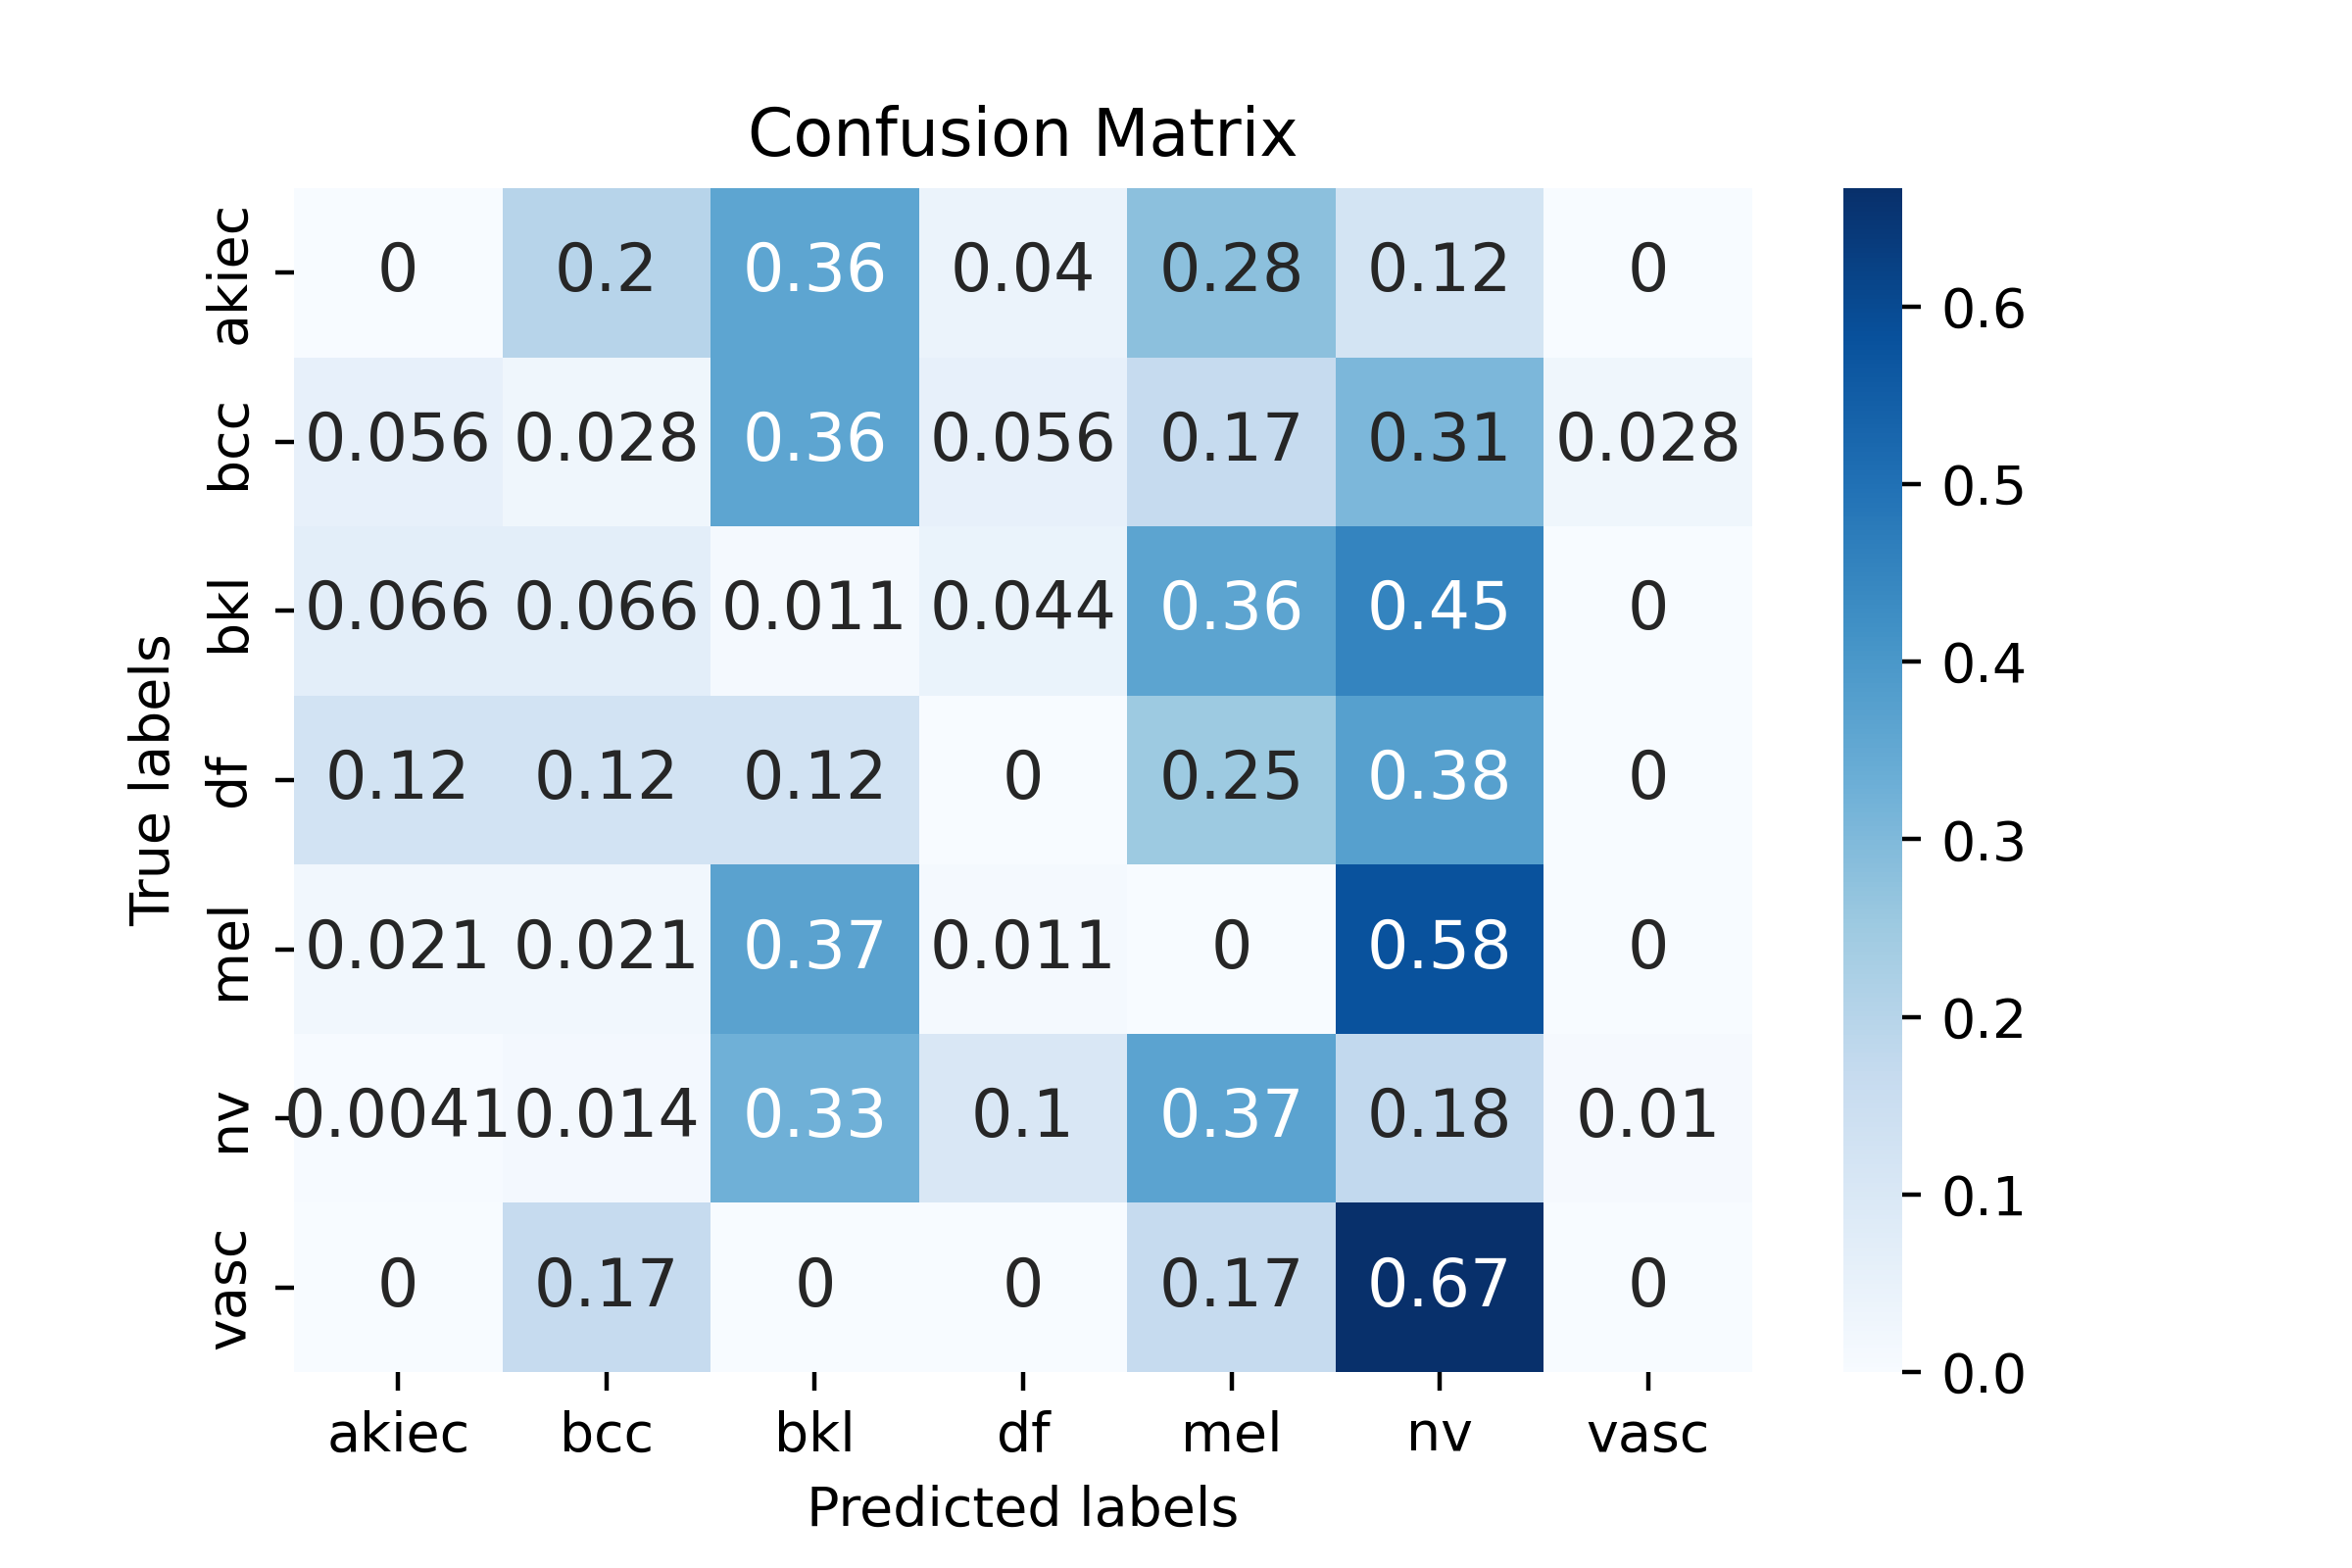 Confusion Matrix
akiec 0 0.2 0.36 0.04 0.28 0.12 0
bcc 0.056 0.028 0.36 0.056 0.17 0.31 0.028
bkl 0.066 0.066 0.011 0.044 0.36 0.45 0
df 0.12 0.12 0.12 0 0.25 0.38 0
mel 0.021 0.021 0.37 0.011 0 0.58 0
nv 0.0041 0.014 0.33 0.1 0.37 0.18 0.01
vasc 0 0.17 0 0 0.17 0.67 0
True labels
akiec bcc bkl df mel nv vasc
Predicted labels
0.6
0.5
0.4
0.3
0.2
0.1
0.0